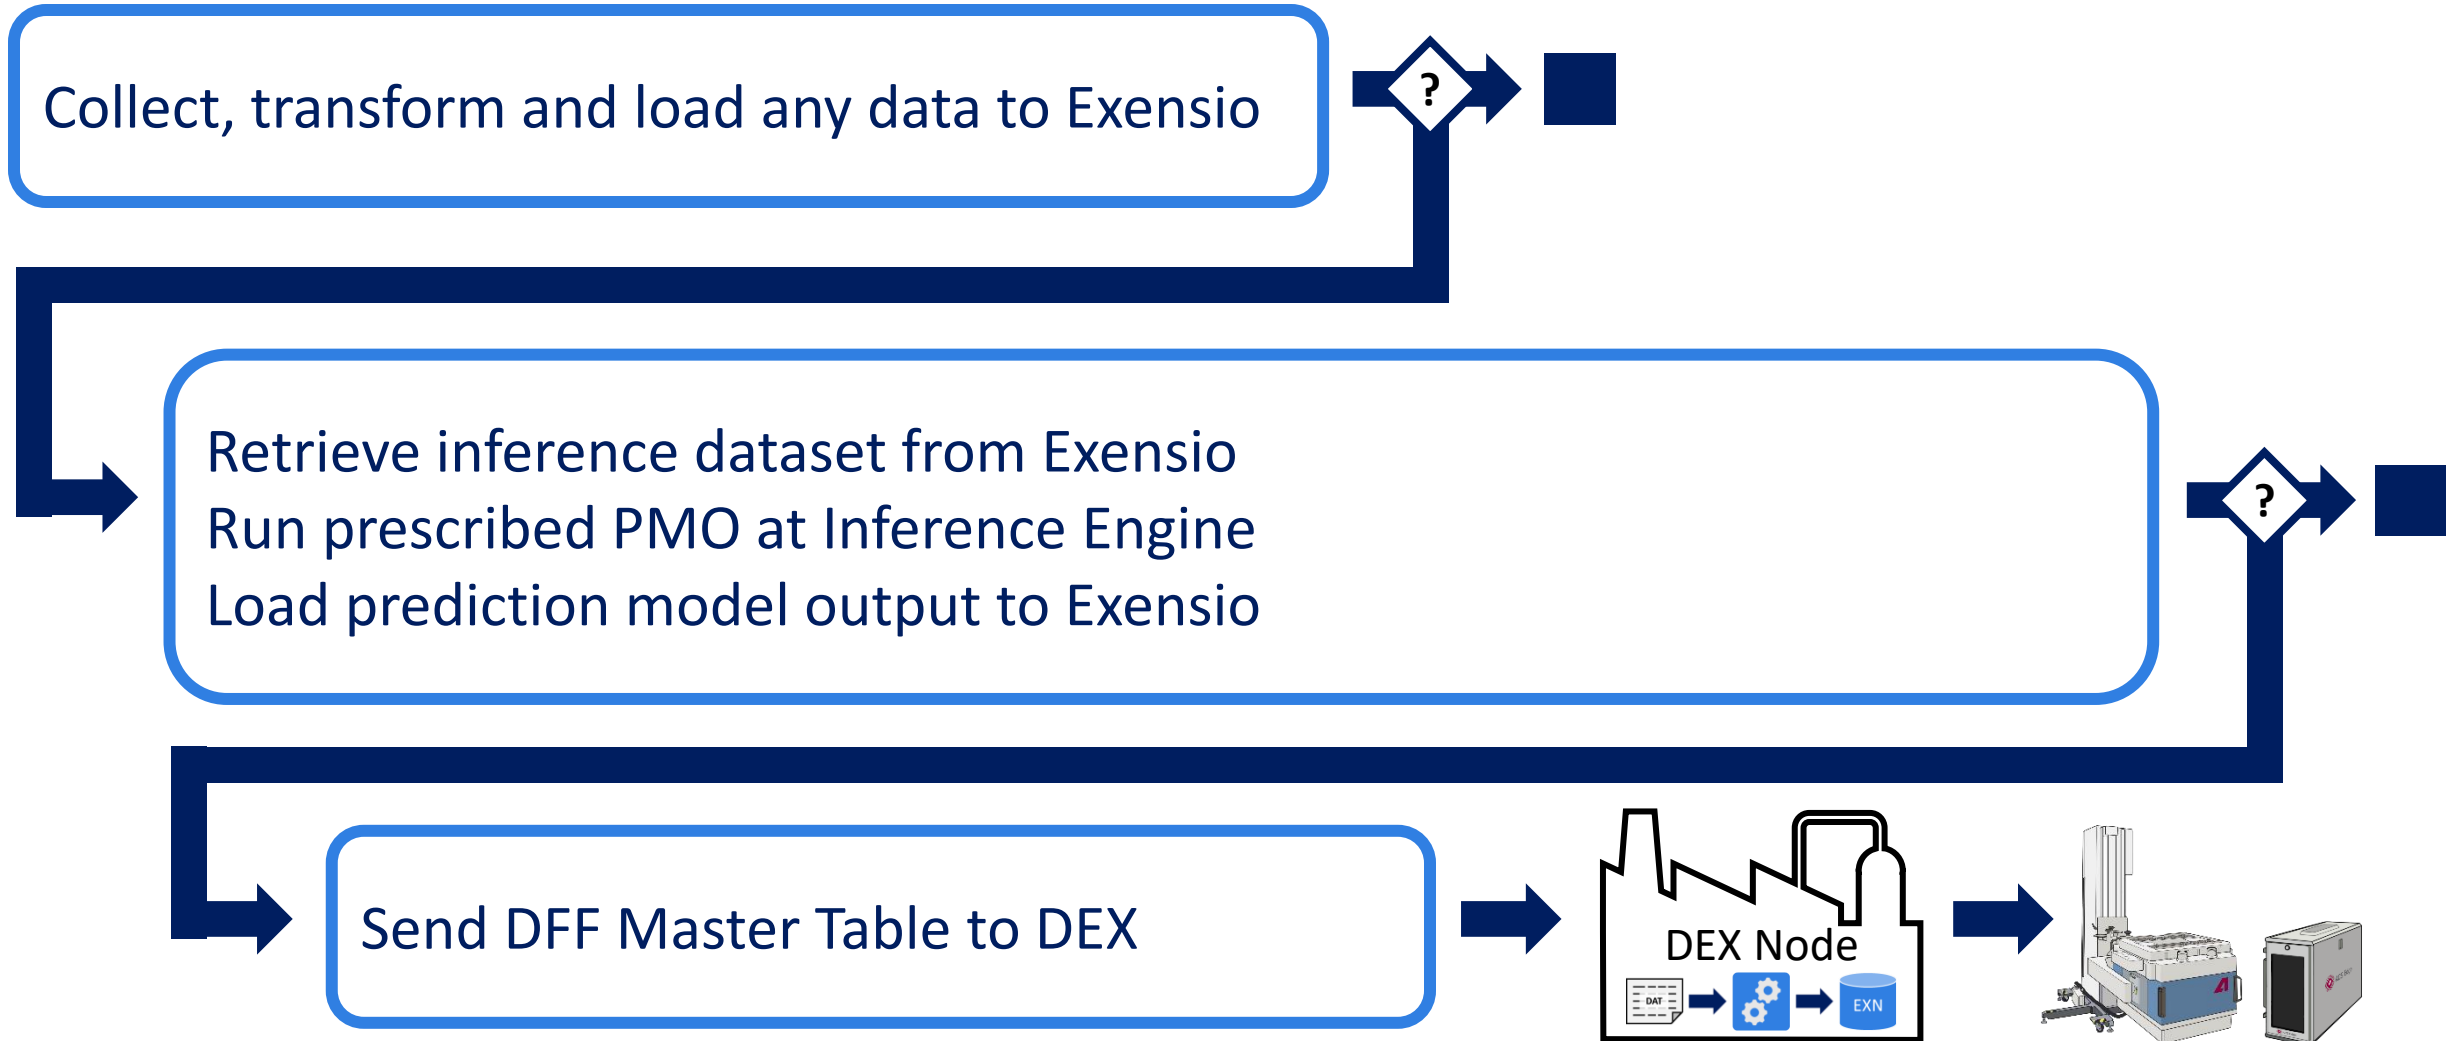 Collect, transform and load any data to Exensio
?
Retrieve inference dataset from Exensio
Run prescribed PMO at Inference Engine
Load prediction model output to Exensio
?
Send DFF Master Table to DEX
DEX Node
DAT
EXN